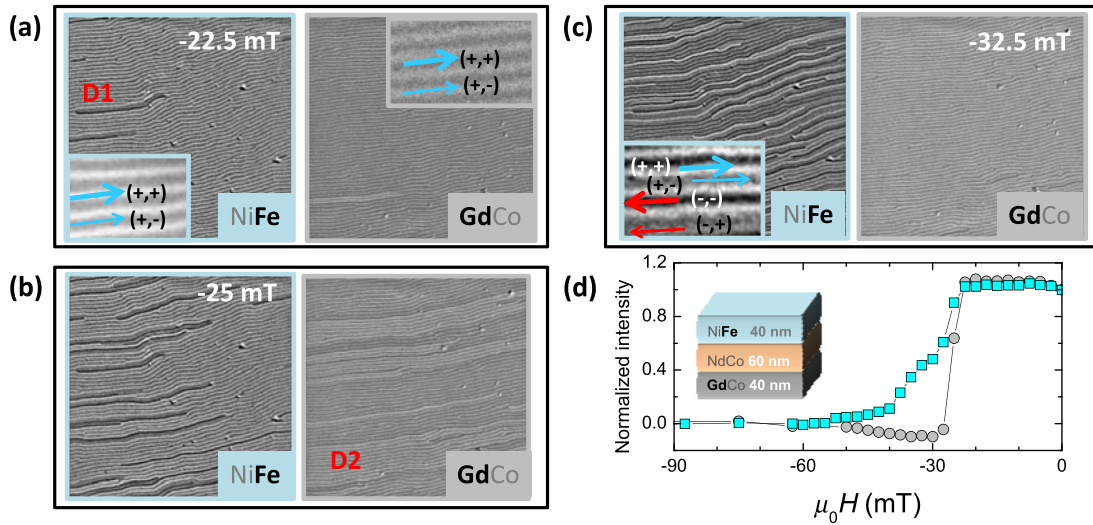 (a)
-22.5 mT
D1
(+,+)
(+,-)
NiFe
(+,+)
(+,-)
GdCo
(c)
-32.5 mT
(+,+)
(+,-)
(-,-)
(-,+)
NiFe
GdCo
(b)
-25 mT
NiFe
D2
GdCo
(d)
Normalized intensity
1.2
0.8
0.4
0.0
NiFe 40 nm
NdCo 60 nm
GdCo 40 nm
-90 -60 -30 0
μ₀H (mT)